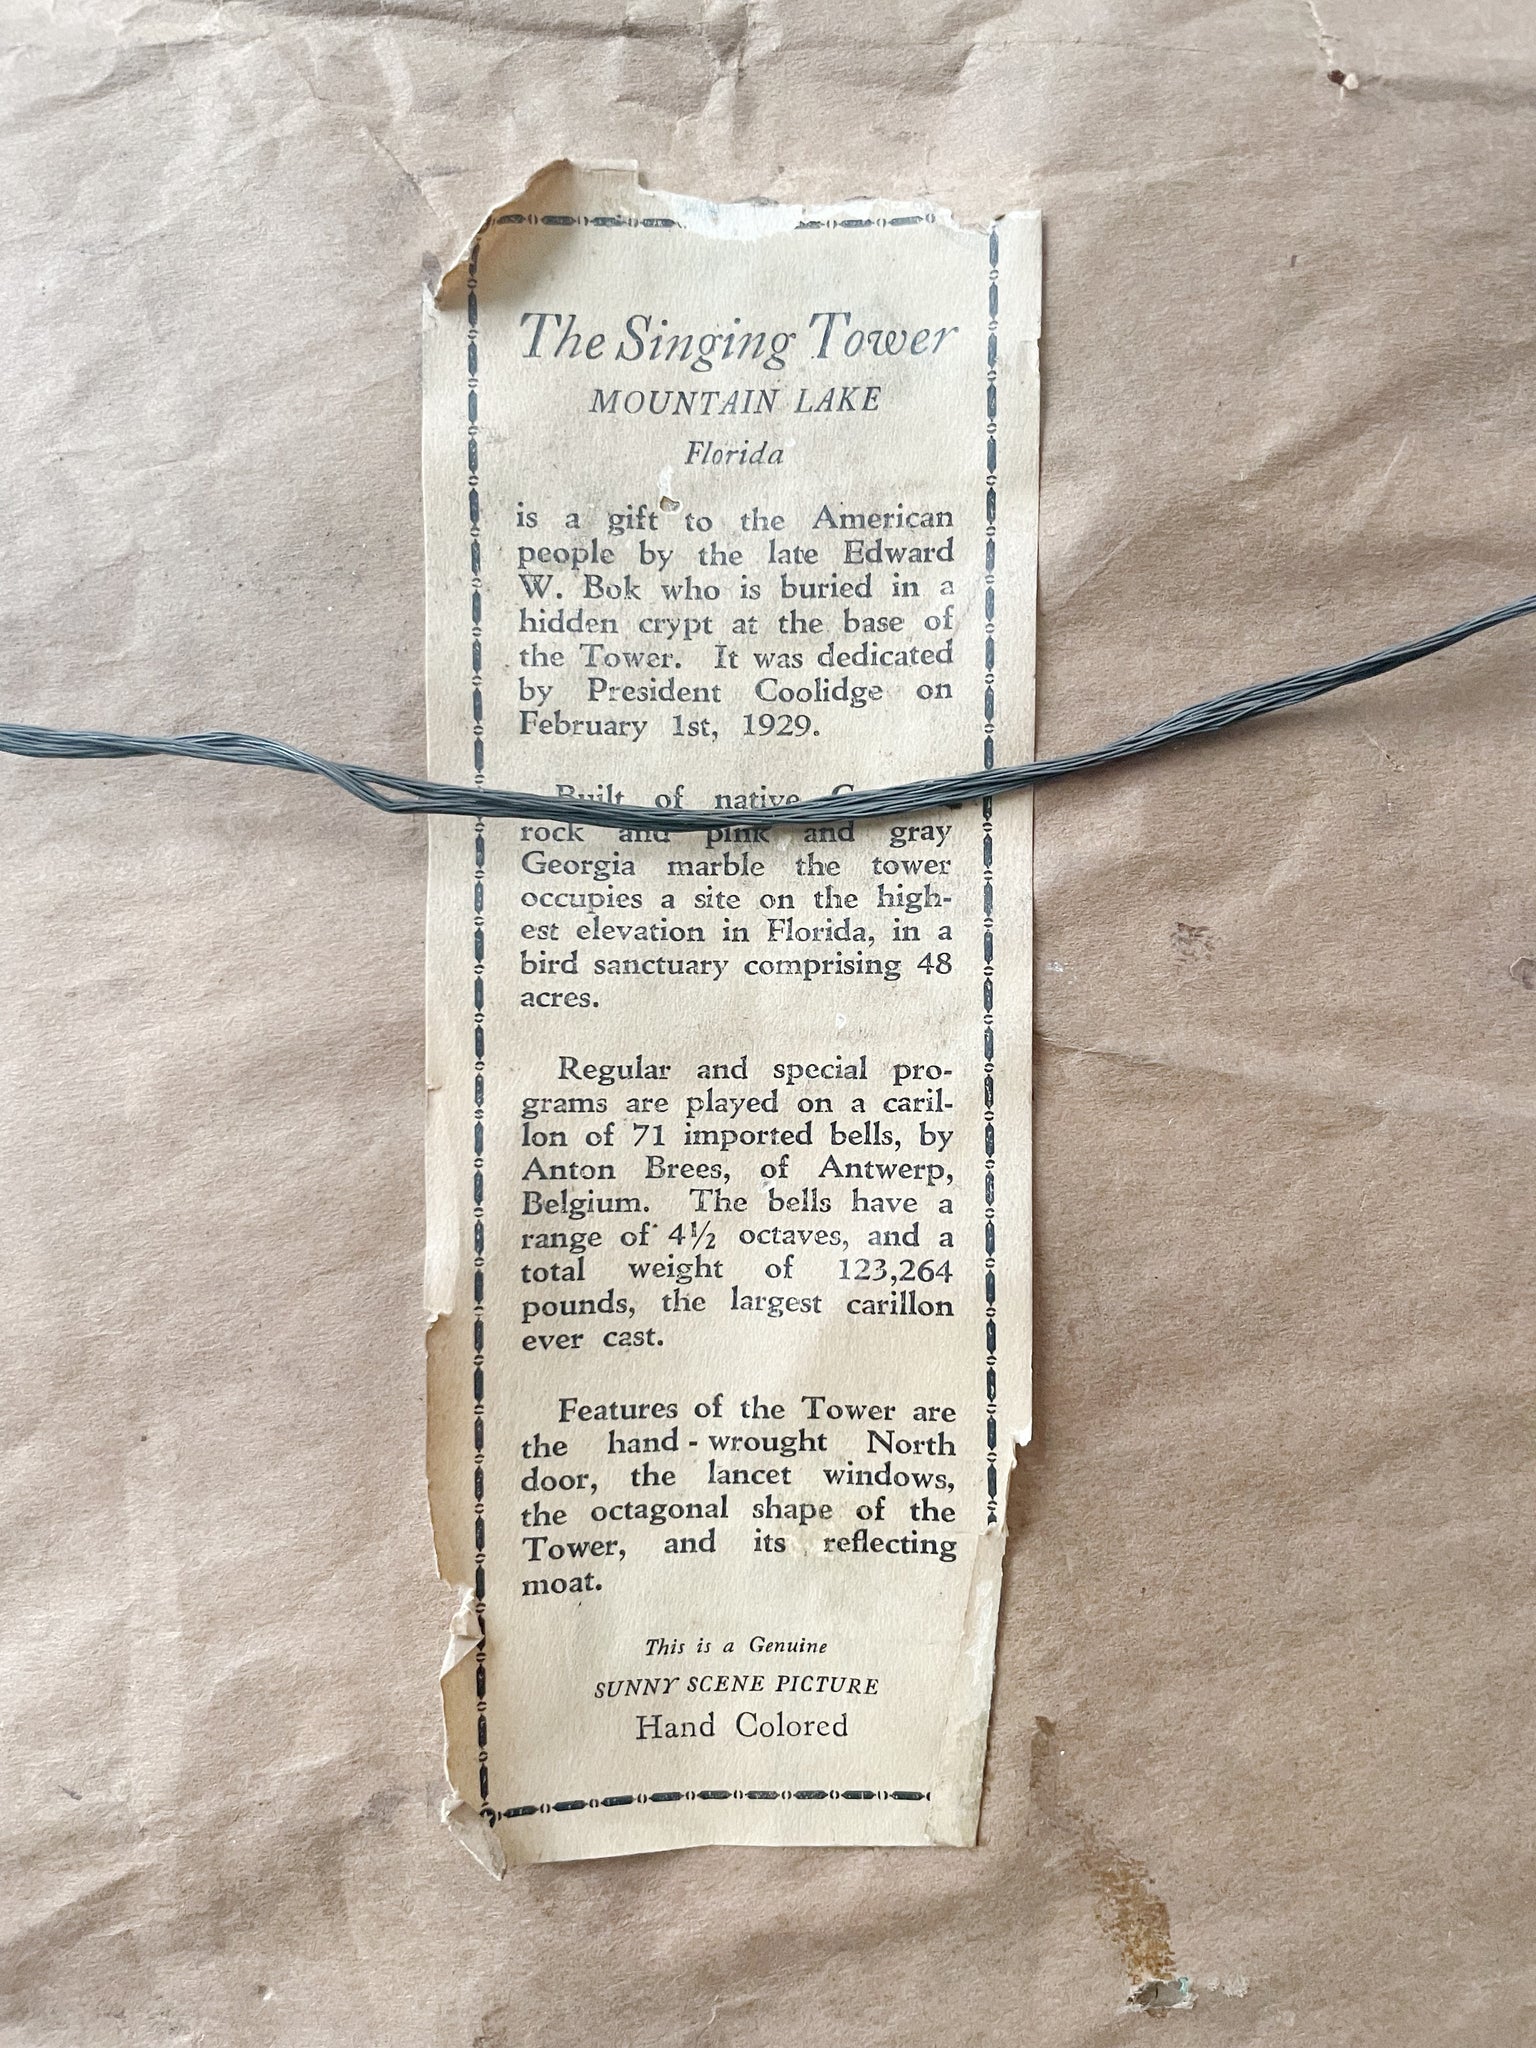 The Singing Tower
MOUNTAIN LAKE
Florida
is a gift to the American
people by the late Edward
W. Bok who is buried in a
hidden crypt at the base of
the Tower. It was dedicated
by President Coolidge on
February 1st, 1929.
Built of native
rock and pink and gray
Georgia marble the tower
occupies a site on the high-
est elevation in Florida, in a
bird sanctuary comprising 48
acres.
Regular and special pro-
grams are played on a caril-
lon of 71 imported bells, by
Anton Brees, of Antwerp,
Belgium. The bells have a
range of 4½ octaves, and a
total weight of 123,264
pounds, the largest carillon
ever cast.
Features of the Tower are
the hand - wrought North
door, the lancet windows,
the octagonal shape of the
Tower, and its reflecting
moat.
This is a Genuine
SUNNY SCENE PICTURE
Hand Colored